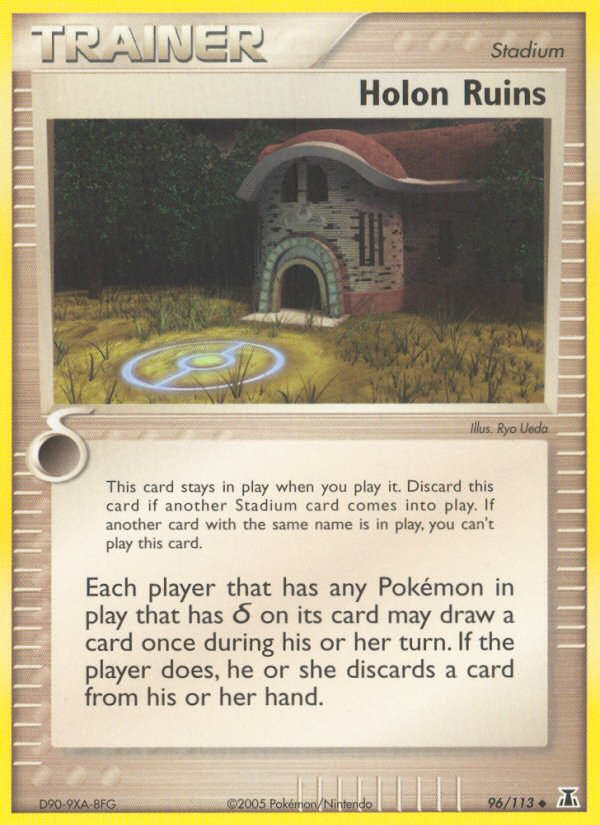 TRAINER
Stadium
Holon Ruins
Illus. Ryo Ueda
This card stays in play when you play it. Discard this
card if another Stadium card comes into play. If
another card with the same name is in play, you can't
play this card.
Each player that has any Pokémon in
play that has δ on its card may draw a
card once during his or her turn. If the
player does, he or she discards a card
from his or her hand.
D90-9XA-8FG
©2005 Pokémon/Nintendo
96/113